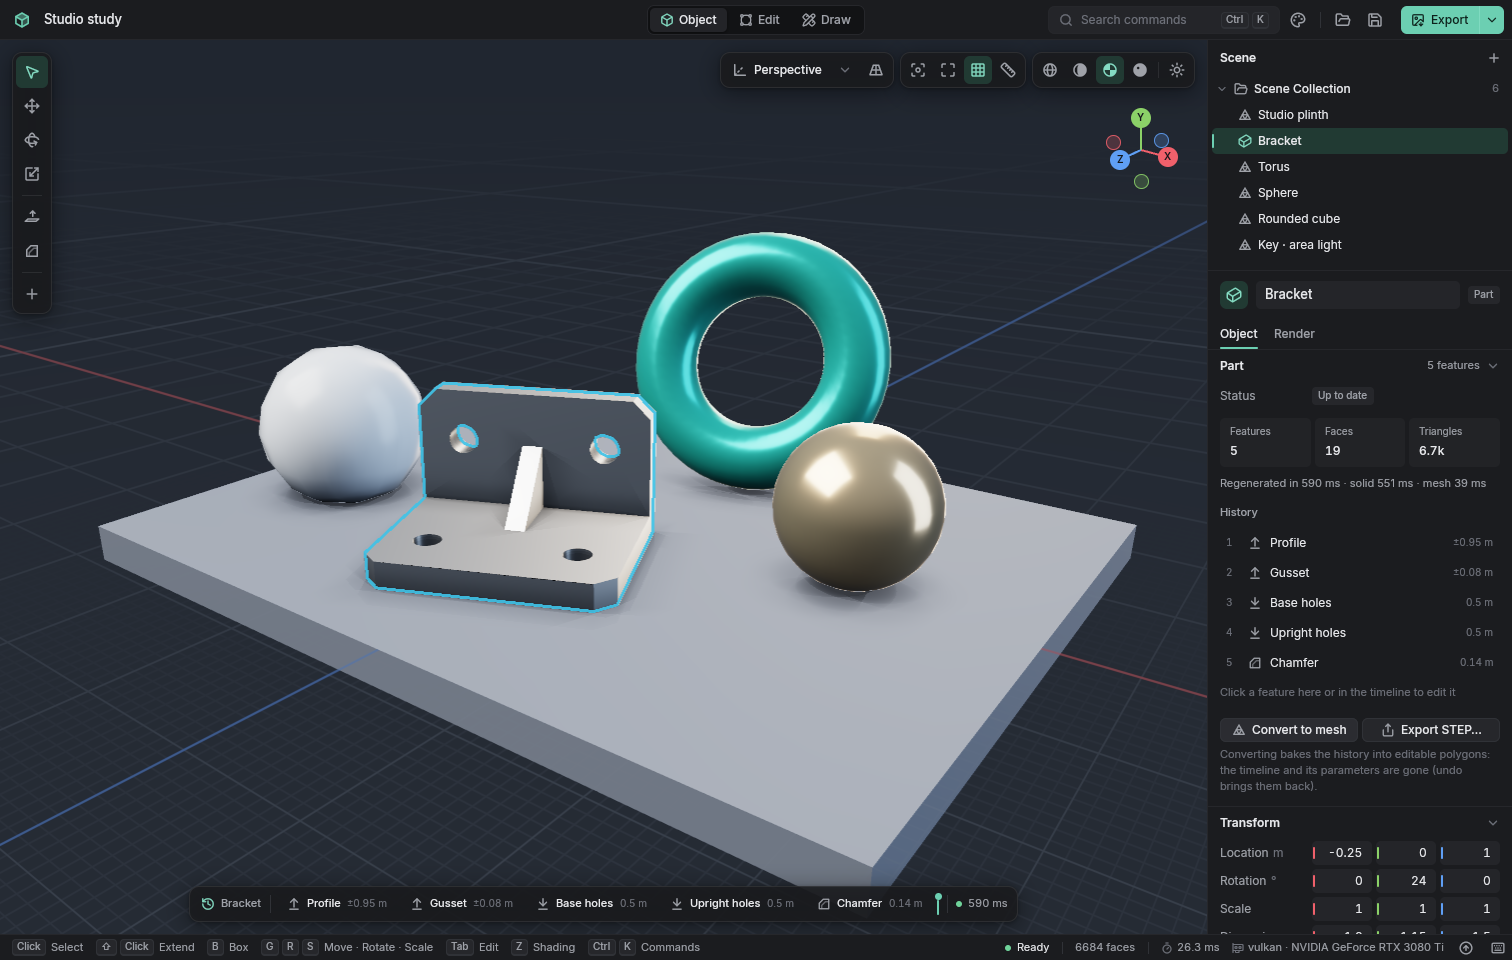 Studio study
Object
Edit
Draw
Search commands
Ctrl K
Export
Perspective
Y
X
Z
Scene
Scene Collection 6
Studio plinth
Bracket
Torus
Sphere
Rounded cube
Key · area light
Bracket Part
Object Render
Part 5 features
Status Up to date
Features Faces Triangles
5 19 6.7k
Regenerated in 590 ms · solid 551 ms · mesh 39 ms
History
1 Profile ±0.95 m
2 Gusset ±0.08 m
3 Base holes 0.5 m
4 Upright holes 0.5 m
5 Chamfer 0.14 m
Click a feature here or in the timeline to edit it
Convert to mesh Export STEP...
Converting bakes the history into editable polygons:
the timeline and its parameters are gone (undo
brings them back).
Transform
Location m -0.25 0 1
Rotation ° 0 24 0
Scale 1 1 1
Bracket Profile ±0.95 m Gusset ±0.08 m Base holes 0.5 m Upright holes 0.5 m Chamfer 0.14 m 590 ms
Click Select Click Extend B Box G R S Move · Rotate · Scale Tab Edit Z Shading Ctrl K Commands
Ready 6684 faces 26.3 ms vulkan · NVIDIA GeForce RTX 3080 Ti